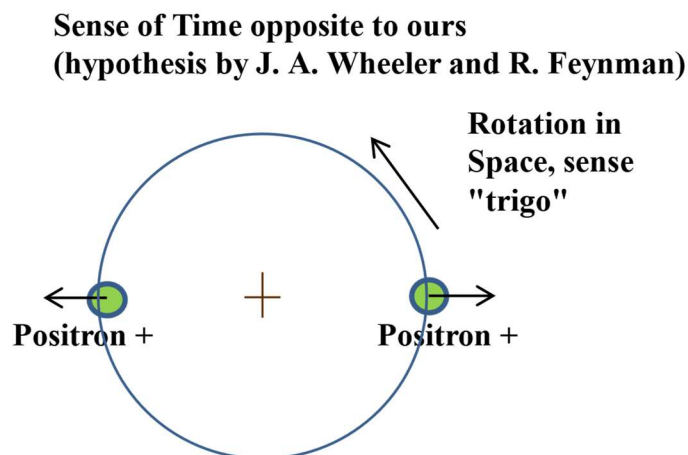 Sense of Time opposite to ours
(hypothesis by J. A. Wheeler and R. Feynman)
Rotation in
Space, sense
"trigo"
Positron +
Positron +